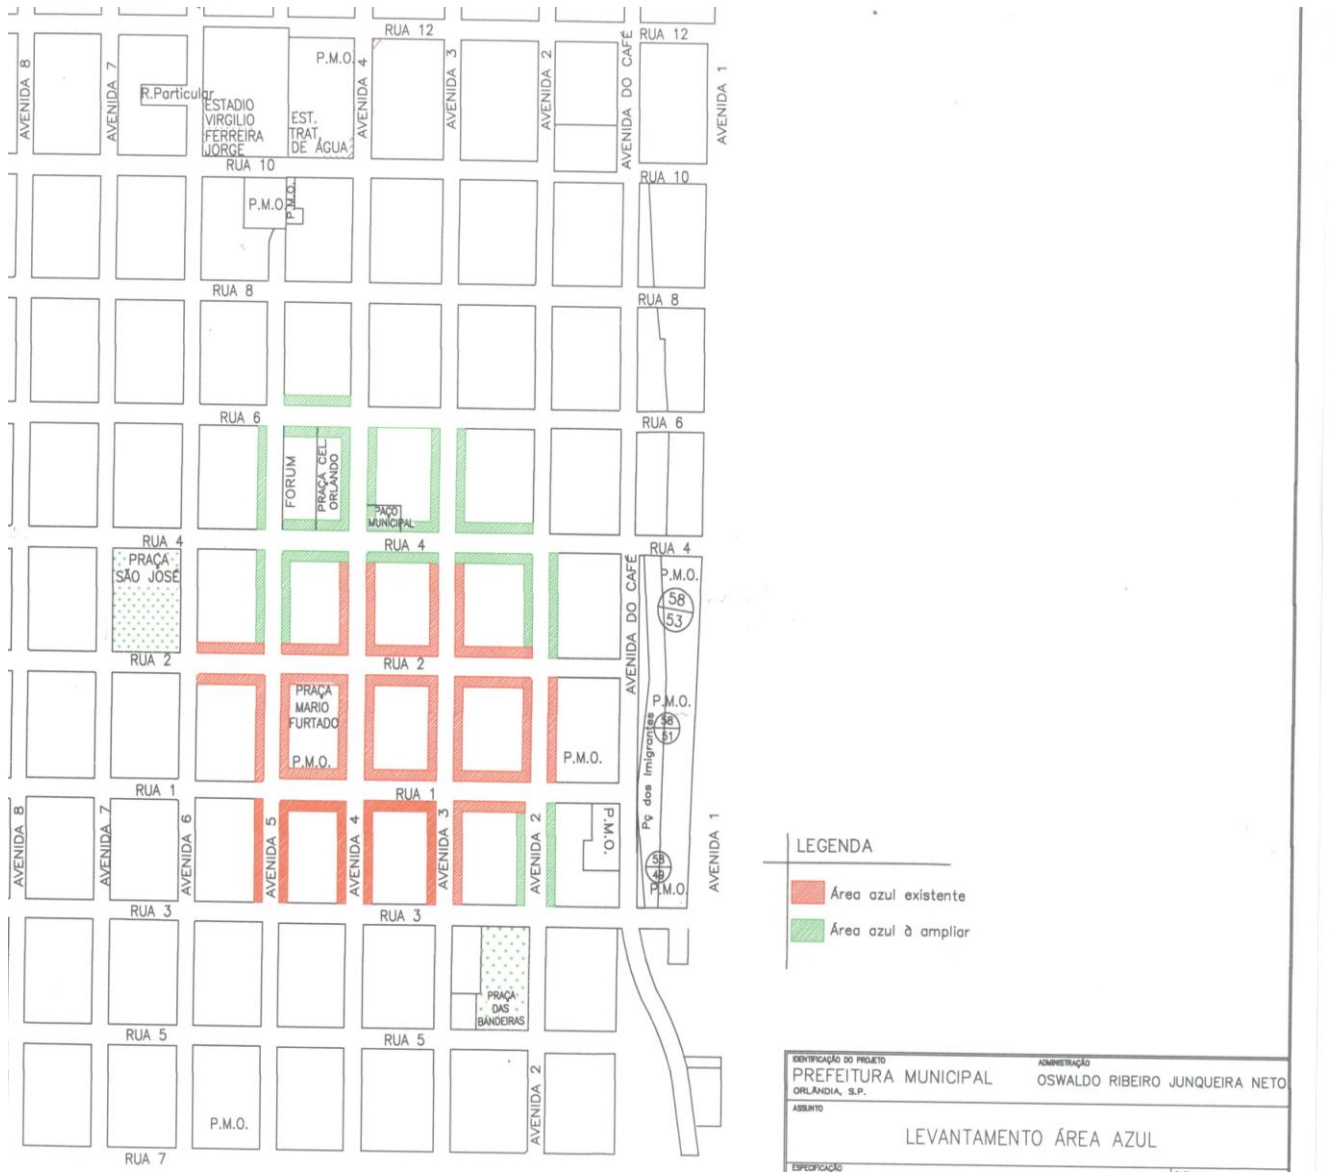 RUA 12
RUA 12
AVENIDA 8
AVENIDA 7
P.M.O.
AVENIDA 4
AVENIDA 3
AVENIDA 2
AVENIDA DO CAFÉ
AVENIDA 1
R.Particular
ESTADIO
VIRGILIO
FERREIRA
JORGE
EST.
TRAT.
DE ÁGUA
RUA 10
RUA 10
P.M.O.
P.M.O.
RUA 8
RUA 8
RUA 6
RUA 6
FORUM
PRAÇA CEL.
ORLANDO
PAÇO
MUNICIPAL
RUA 4
RUA 4
RUA 4
PRAÇA
SÃO JOSÉ
AVENIDA DO CAFÉ
P.M.O.
58
53
RUA 2
RUA 2
PRAÇA
MARIO
FURTADO
P.M.O.
P.M.O.
P.M.O.
58
51
Pç dos Imigrantes
RUA 1
RUA 1
AVENIDA 8
AVENIDA 7
AVENIDA 6
AVENIDA 5
AVENIDA 4
AVENIDA 3
AVENIDA 2
P.M.O.
AVENIDA 1
58
49
P.M.O.
RUA 3
RUA 3
PRAÇA
DAS
BANDEIRAS
RUA 5
RUA 5
P.M.O.
AVENIDA 2
RUA 7
LEGENDA
Área azul existente
Área azul à ampliar
IDENTIFICAÇÃO DO PROJETO
PREFEITURA MUNICIPAL
ORLÂNDIA, S.P.
ADMINISTRAÇÃO
OSWALDO RIBEIRO JUNQUEIRA NETO
ASSUNTO
LEVANTAMENTO ÁREA AZUL
ESPECIFICAÇÃO